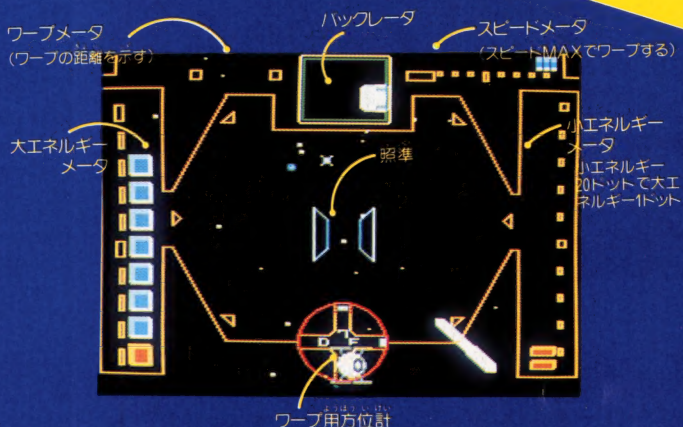 ワープメータ
(ワープの距離を示す)
バックレータ
スピードメータ
(スピードMAXでワープする)
大エネルギー
メータ
照準
小エネルギー
メータ
小エネルギー
20ドットで大エ
ネルギー1ドット
D F
ワープ用方位計